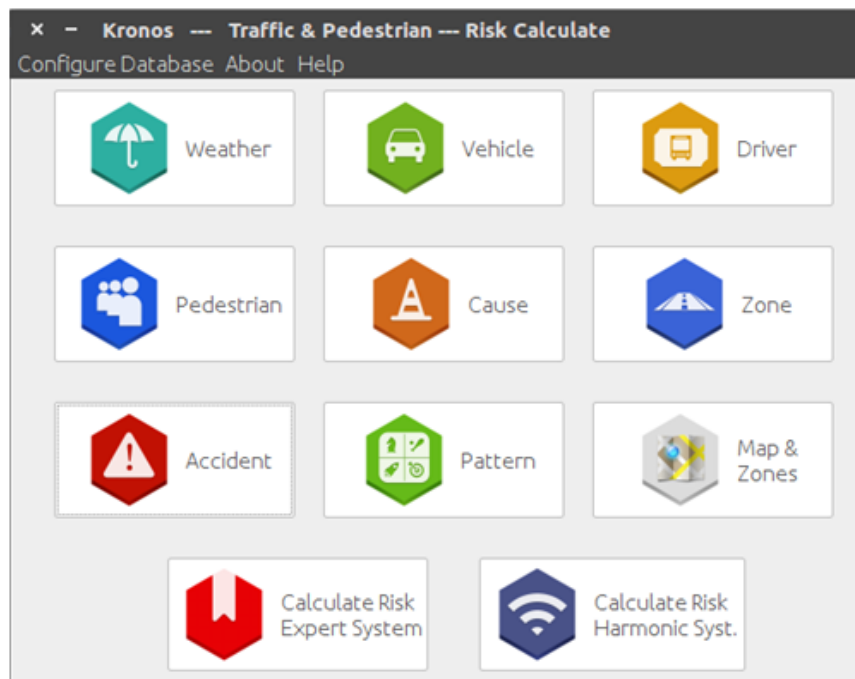 Kronos --- Traffic & Pedestrian --- Risk Calculate
Configure Database About Help
Weather
Vehicle
Driver
Pedestrian
Cause
Zone
Accident
Pattern
Map &
Zones
Calculate Risk
Expert System
Calculate Risk
Harmonic Syst.